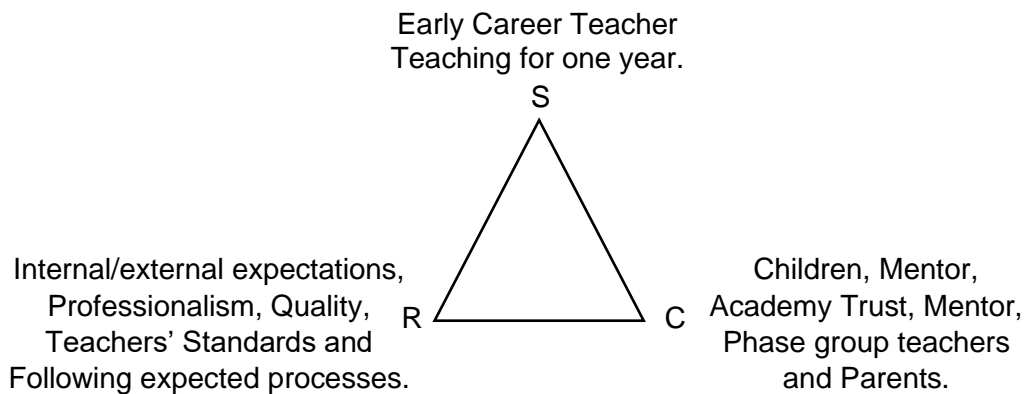 Early Career Teacher
Teaching for one year.
S
Internal/external expectations,
Professionalism, Quality,
Teachers’ Standards and
Following expected processes.
R
C
Children, Mentor,
Academy Trust, Mentor,
Phase group teachers
and Parents.